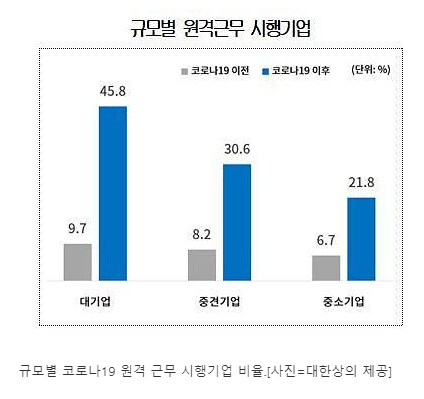 규모별 원격근무 시행기업
코로나19 이전 코로나19 이후 (단위: %)
45.8
30.6
21.8
9.7
8.2
6.7
대기업 중견기업 중소기업
규모별 코로나19 원격 근무 시행기업 비율.[사진=대한상의 제공]